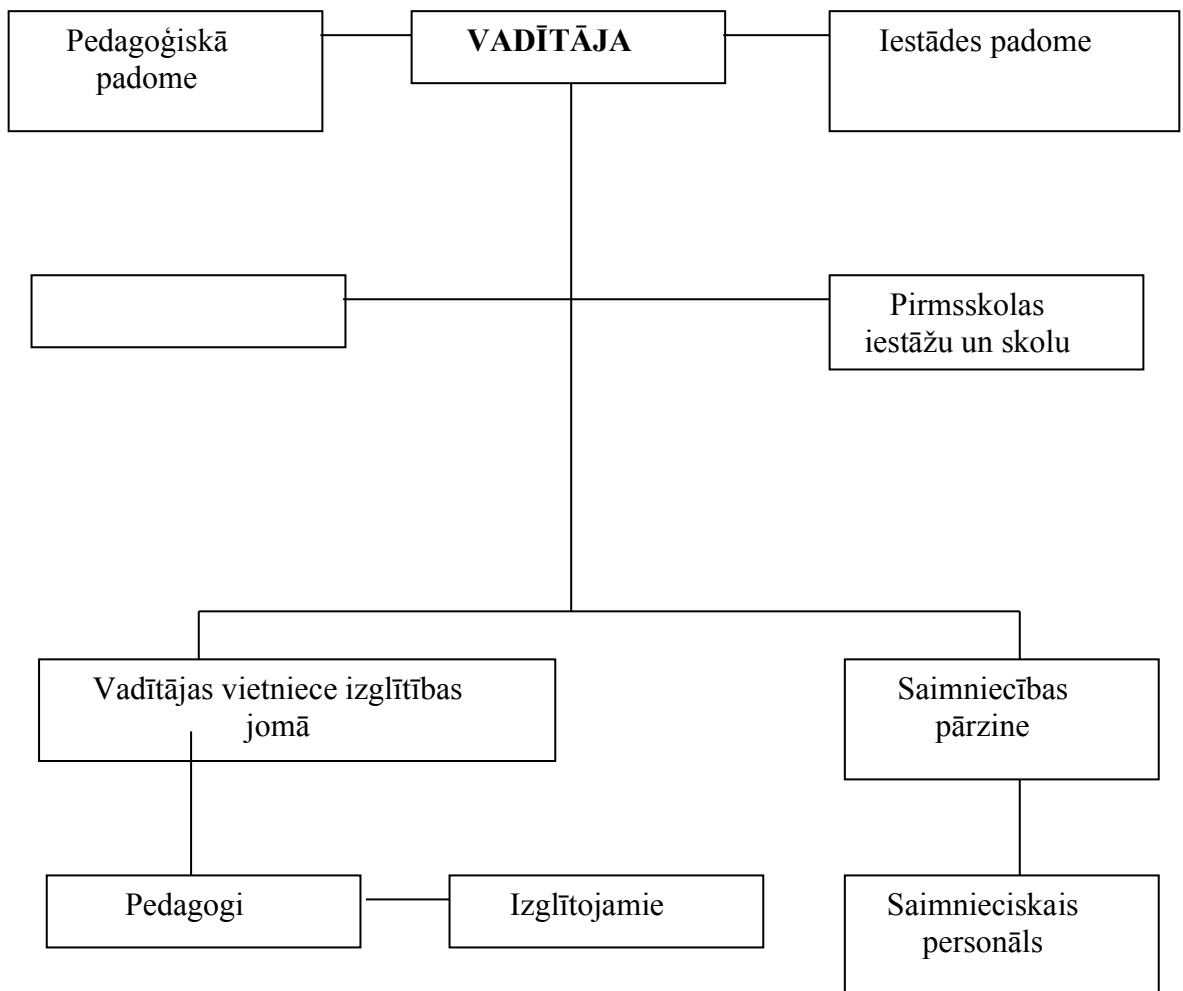 Pedagoģiskā
padome
VADĪTĀJA
Iestādes padome
Pirmsskolas
iestāžu un skolu
Vadītājas vietniece izglītības
jomā
Saimniecības
pārzine
Pedagogi
Izglītojamie
Saimnieciskais
personāls